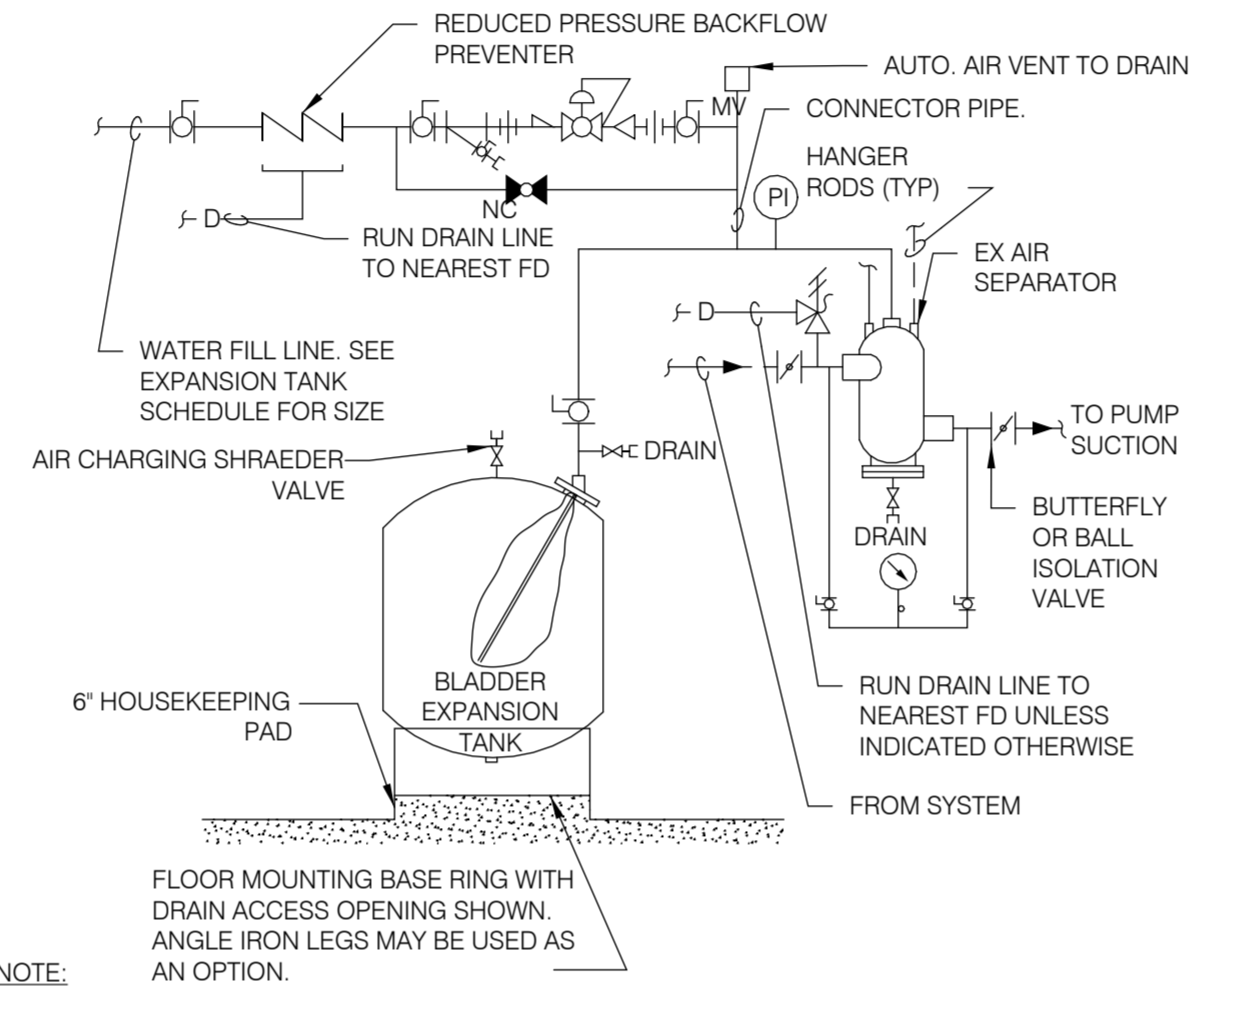 REDUCED PRESSURE BACKFLOW
PREVENTER
AUTO. AIR VENT TO DRAIN
MV
CONNECTOR PIPE.
HANGER
RODS (TYP)
PI
NC
D
RUN DRAIN LINE
TO NEAREST FD
EX AIR
SEPARATOR
D
WATER FILL LINE. SEE
EXPANSION TANK
SCHEDULE FOR SIZE
TO PUMP
SUCTION
AIR CHARGING SHRAEDER
VALVE
DRAIN
BUTTERFLY
OR BALL
ISOLATION
VALVE
DRAIN
BLADDER
EXPANSION
TANK
6" HOUSEKEEPING
PAD
RUN DRAIN LINE TO
NEAREST FD UNLESS
INDICATED OTHERWISE
FROM SYSTEM
FLOOR MOUNTING BASE RING WITH
DRAIN ACCESS OPENING SHOWN.
ANGLE IRON LEGS MAY BE USED AS
AN OPTION.
NOTE: